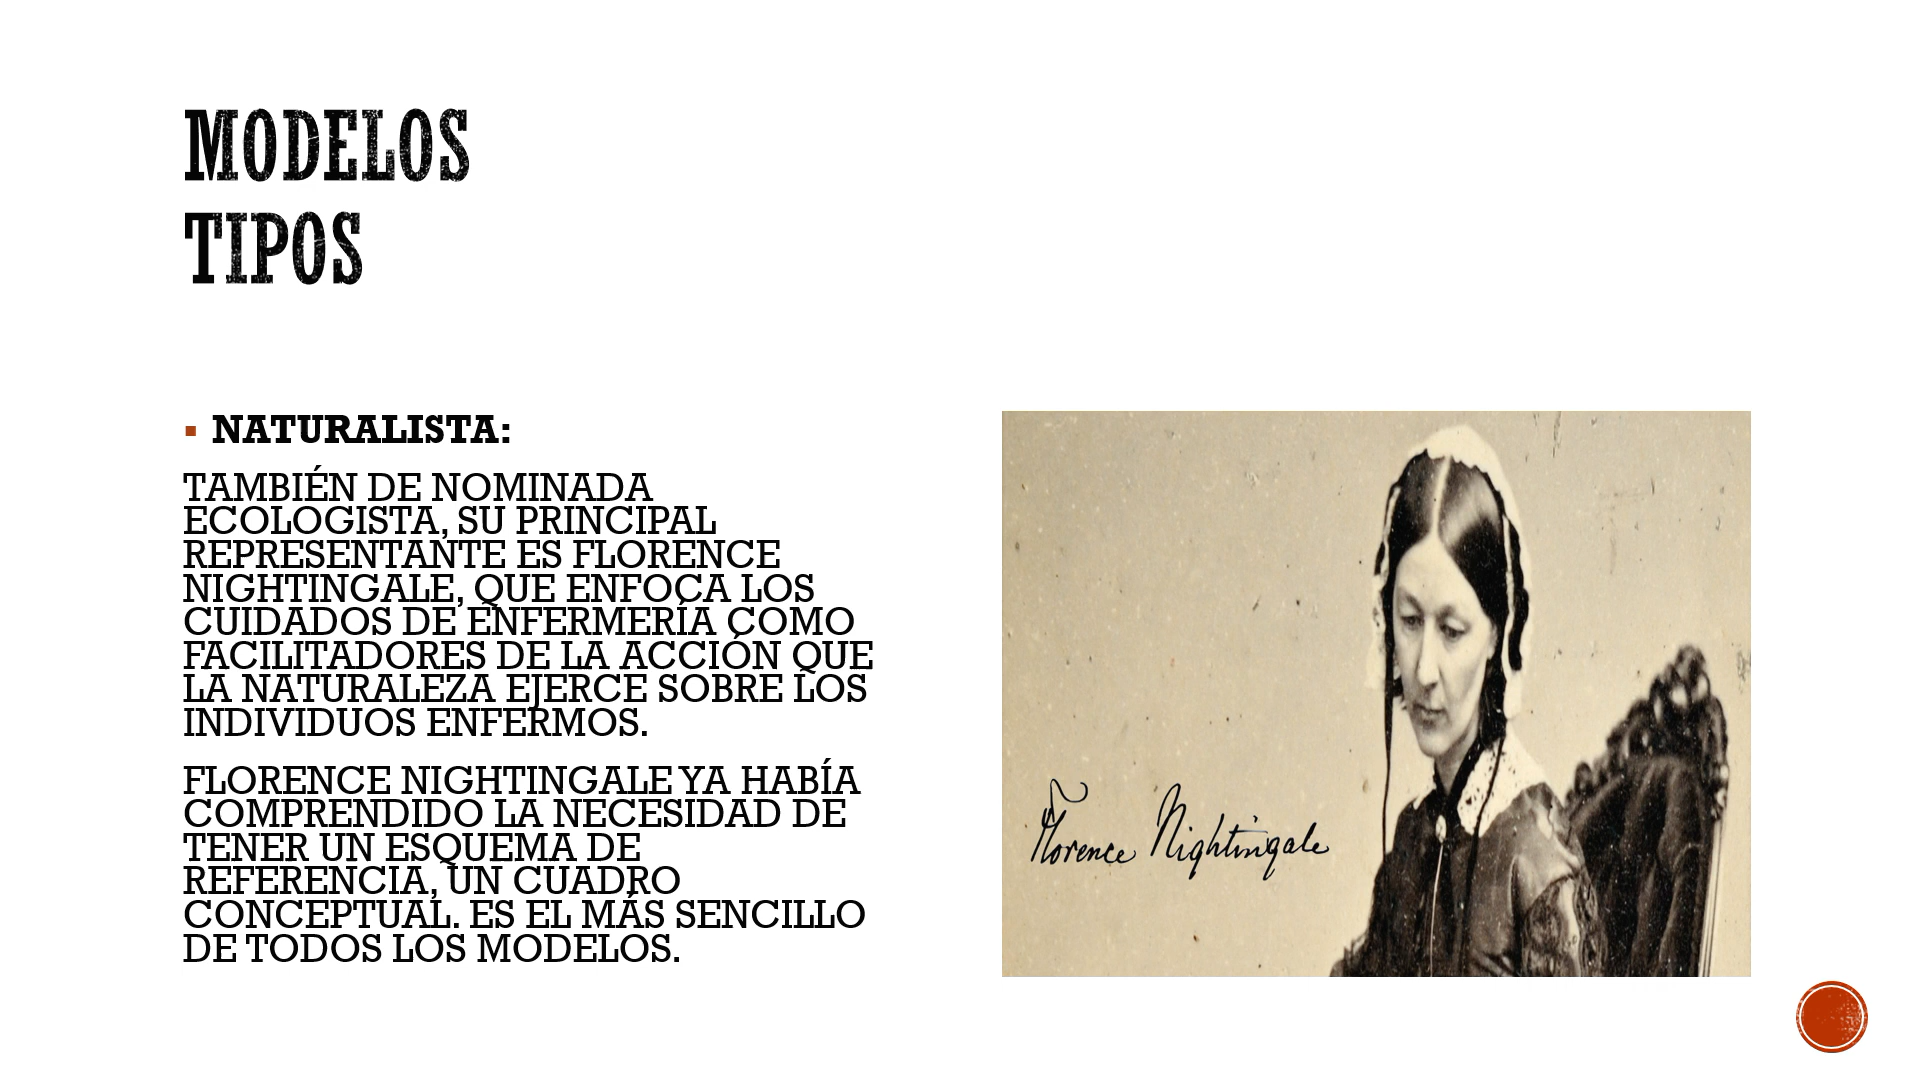 MODELOS
TIPOS
NATURALISTA:
TAMBIÉN DE NOMINADA
ECOLOGISTA, SU PRINCIPAL
REPRESENTANTE ES FLORENCE
NIGHTINGALE, QUE ENFOCA LOS
CUIDADOS DE ENFERMERÍA COMO
FACILITADORES DE LA ACCIÓN QUE
LA NATURALEZA EJERCE SOBRE LOS
INDIVIDUOS ENFERMOS.
FLORENCE NIGHTINGALE YA HABÍA
COMPRENDIDO LA NECESIDAD DE
TENER UN ESQUEMA DE
REFERENCIA, UN CUADRO
CONCEPTUAL. ES EL MÁS SENCILLO
DE TODOS LOS MODELOS.
Florence Nightingale